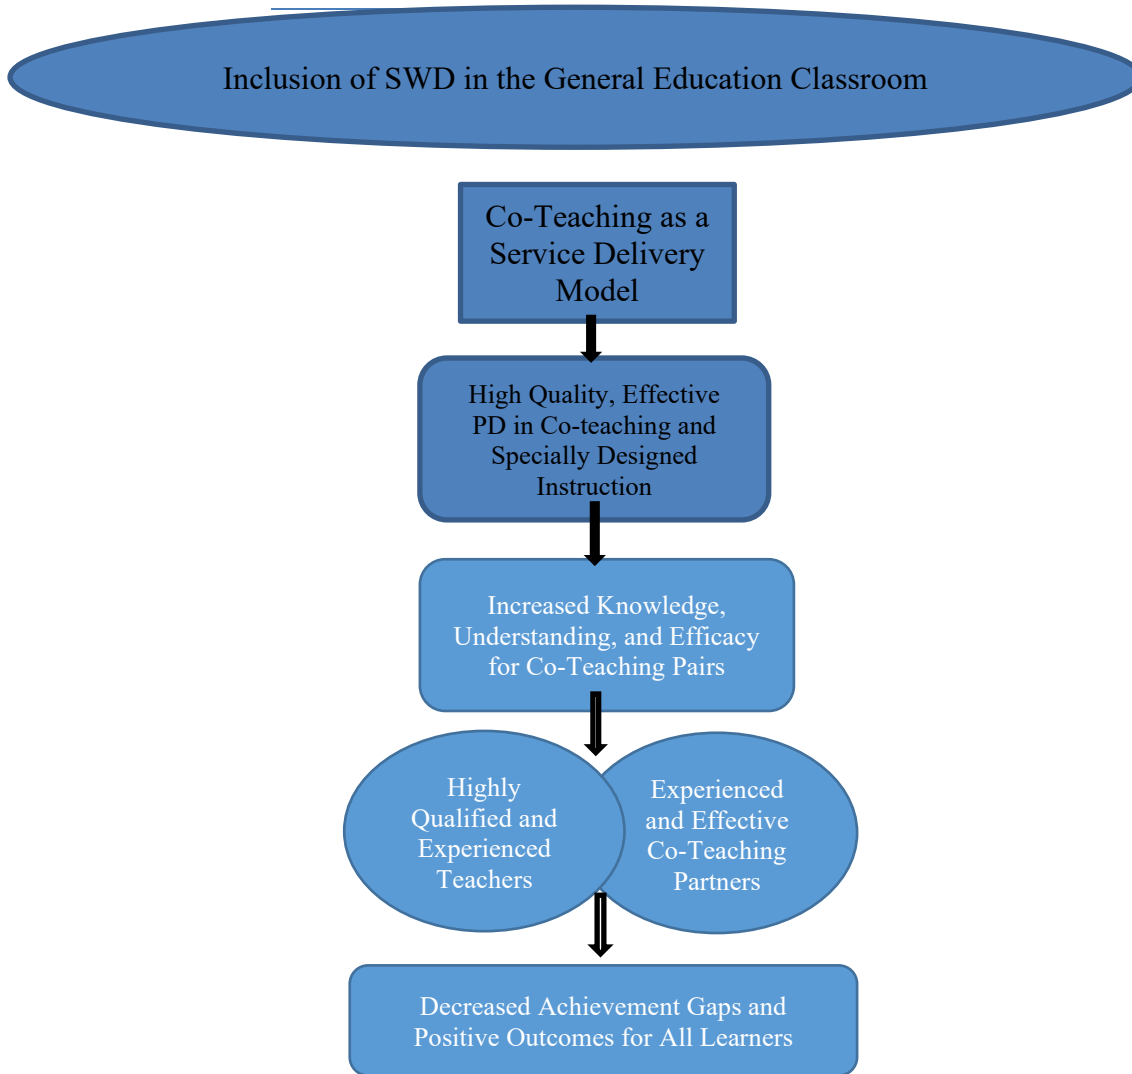 Inclusion of SWD in the General Education Classroom
Co-Teaching as a
Service Delivery
Model
High Quality, Effective
PD in Co-teaching and
Specially Designed
Instruction
Increased Knowledge,
Understanding, and Efficacy
for Co-Teaching Pairs
Highly
Qualified and
Experienced
Teachers
Experienced
and Effective
Co-Teaching
Partners
Decreased Achievement Gaps and
Positive Outcomes for All Learners